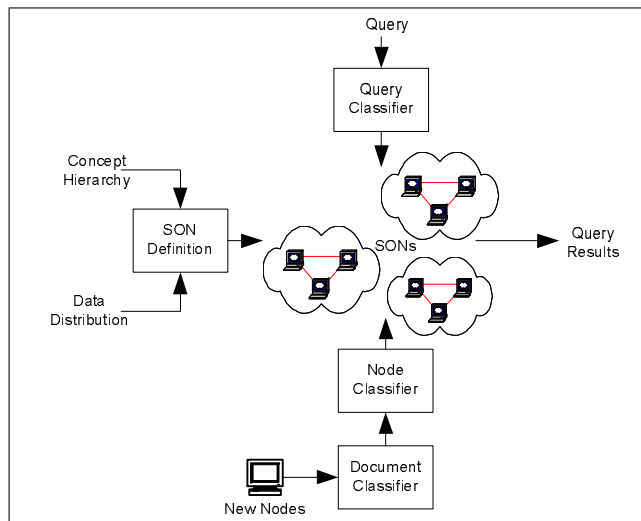 Query
Query
Classifier
Concept
Hierarchy
SON
Definition
SONs
Query
Results
Data
Distribution
Node
Classifier
Document
Classifier
New Nodes